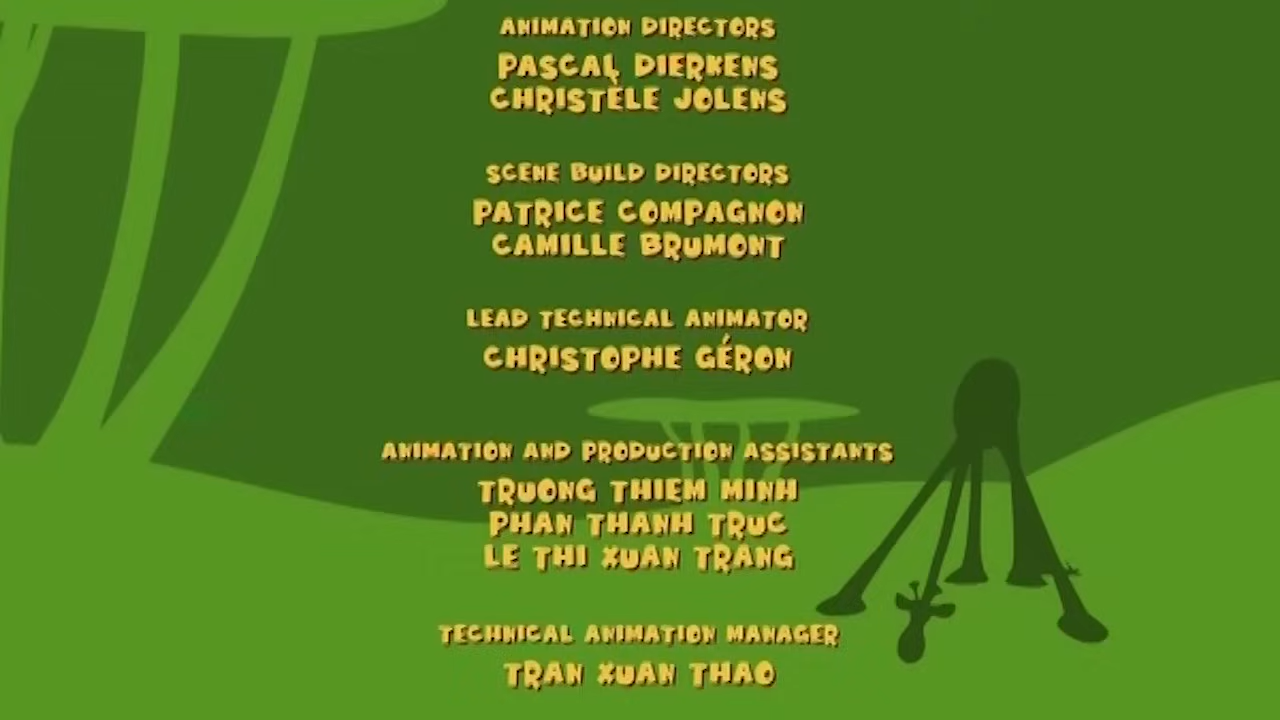 ANIMATION DIRECTORS
PASCAL DIERKENS
CHRISTÈLE JOLENS
SCENE BUILD DIRECTORS
PATRICE COMPAGNON
CAMILLE BRUMONT
LEAD TECHNICAL ANIMATOR
CHRISTOPHE GÉRON
ANIMATION AND PRODUCTION ASSISTANTS
TRUONG THIEM MINH
PHAN THANH TRUC
LE THI XUAN TRANG
TECHNICAL ANIMATION MANAGER
TRAN XUAN THAO